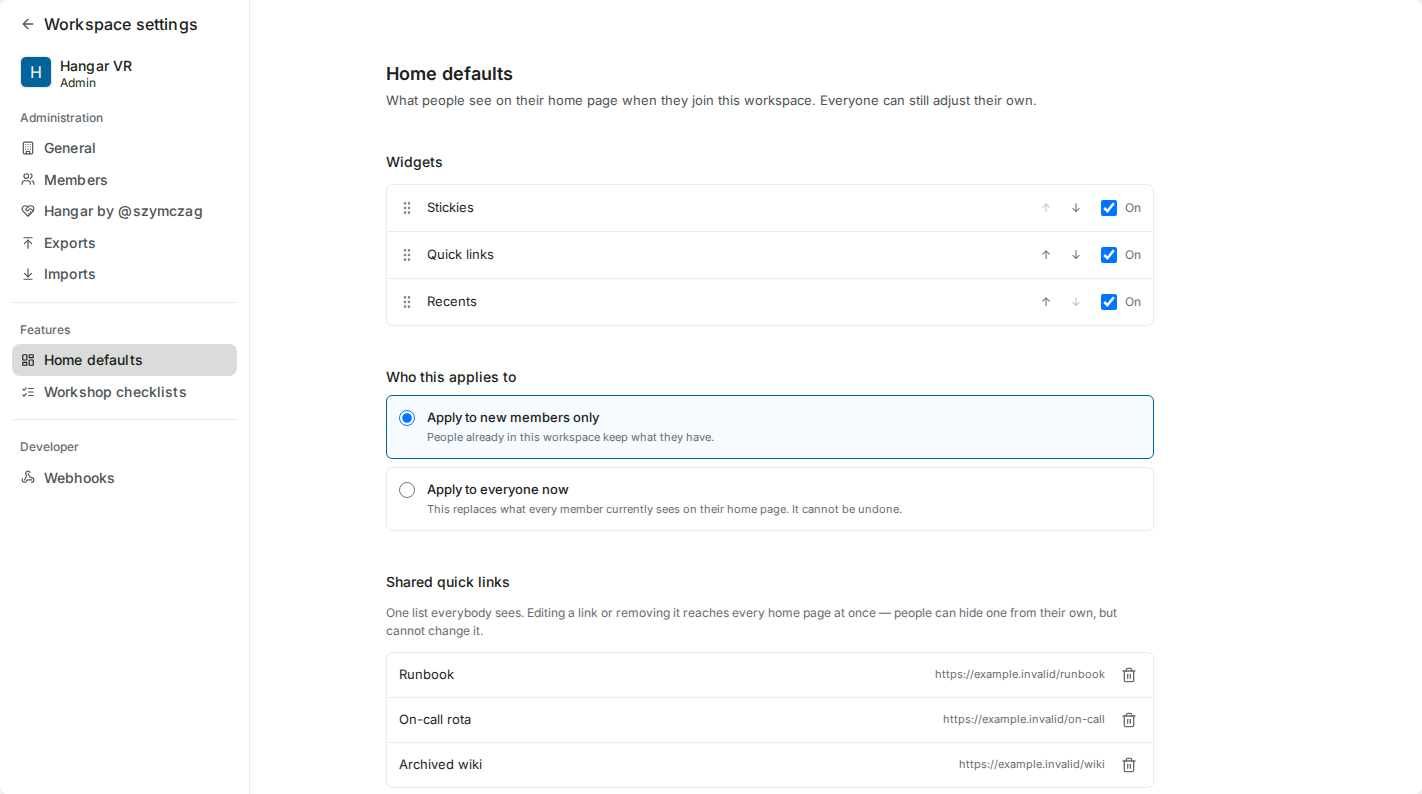 Workspace settings
H
Hangar VR
Admin
Administration
General
Members
Hangar by @szymczag
Exports
Imports
Features
Home defaults
Workshop checklists
Developer
Webhooks
Home defaults
What people see on their home page when they join this workspace. Everyone can still adjust their own.
Widgets
Stickies
On
Quick links
On
Recents
On
Who this applies to
Apply to new members only
People already in this workspace keep what they have.
Apply to everyone now
This replaces what every member currently sees on their home page. It cannot be undone.
Shared quick links
One list everybody sees. Editing a link or removing it reaches every home page at once — people can hide one from their own, but
cannot change it.
Runbook
https://example.invalid/runbook
On-call rota
https://example.invalid/on-call
Archived wiki
https://example.invalid/wiki